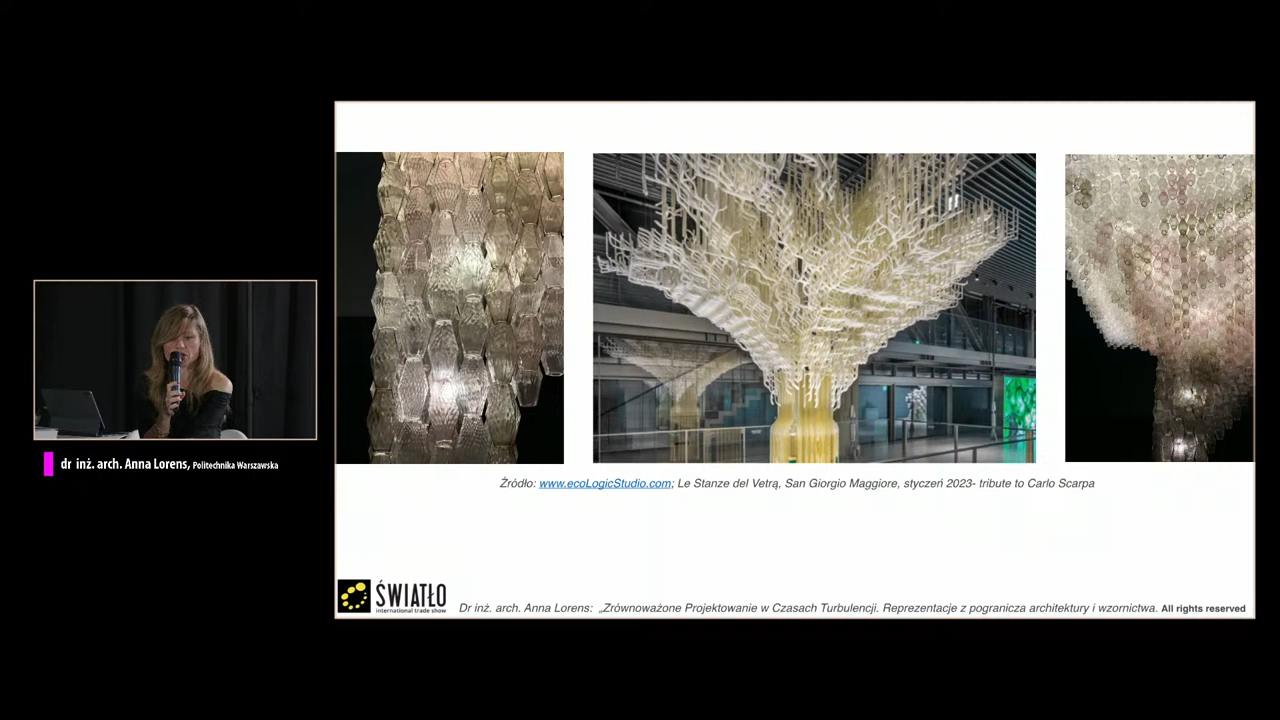 dr inż. arch. Anna Lorens, Politechnika Warszawska
Źródło: www.ecoLogicStudio.com; Le Stanze del Vetrą, San Giorgio Maggiore, styczeń 2023- tribute to Carlo Scarpa
ŚWIATŁO
international trade show
Dr inż. arch. Anna Lorens: „Zrównoważone Projektowanie w Czasach Turbulencji. Reprezentacje z pogranicza architektury i wzornictwa. All rights reserved